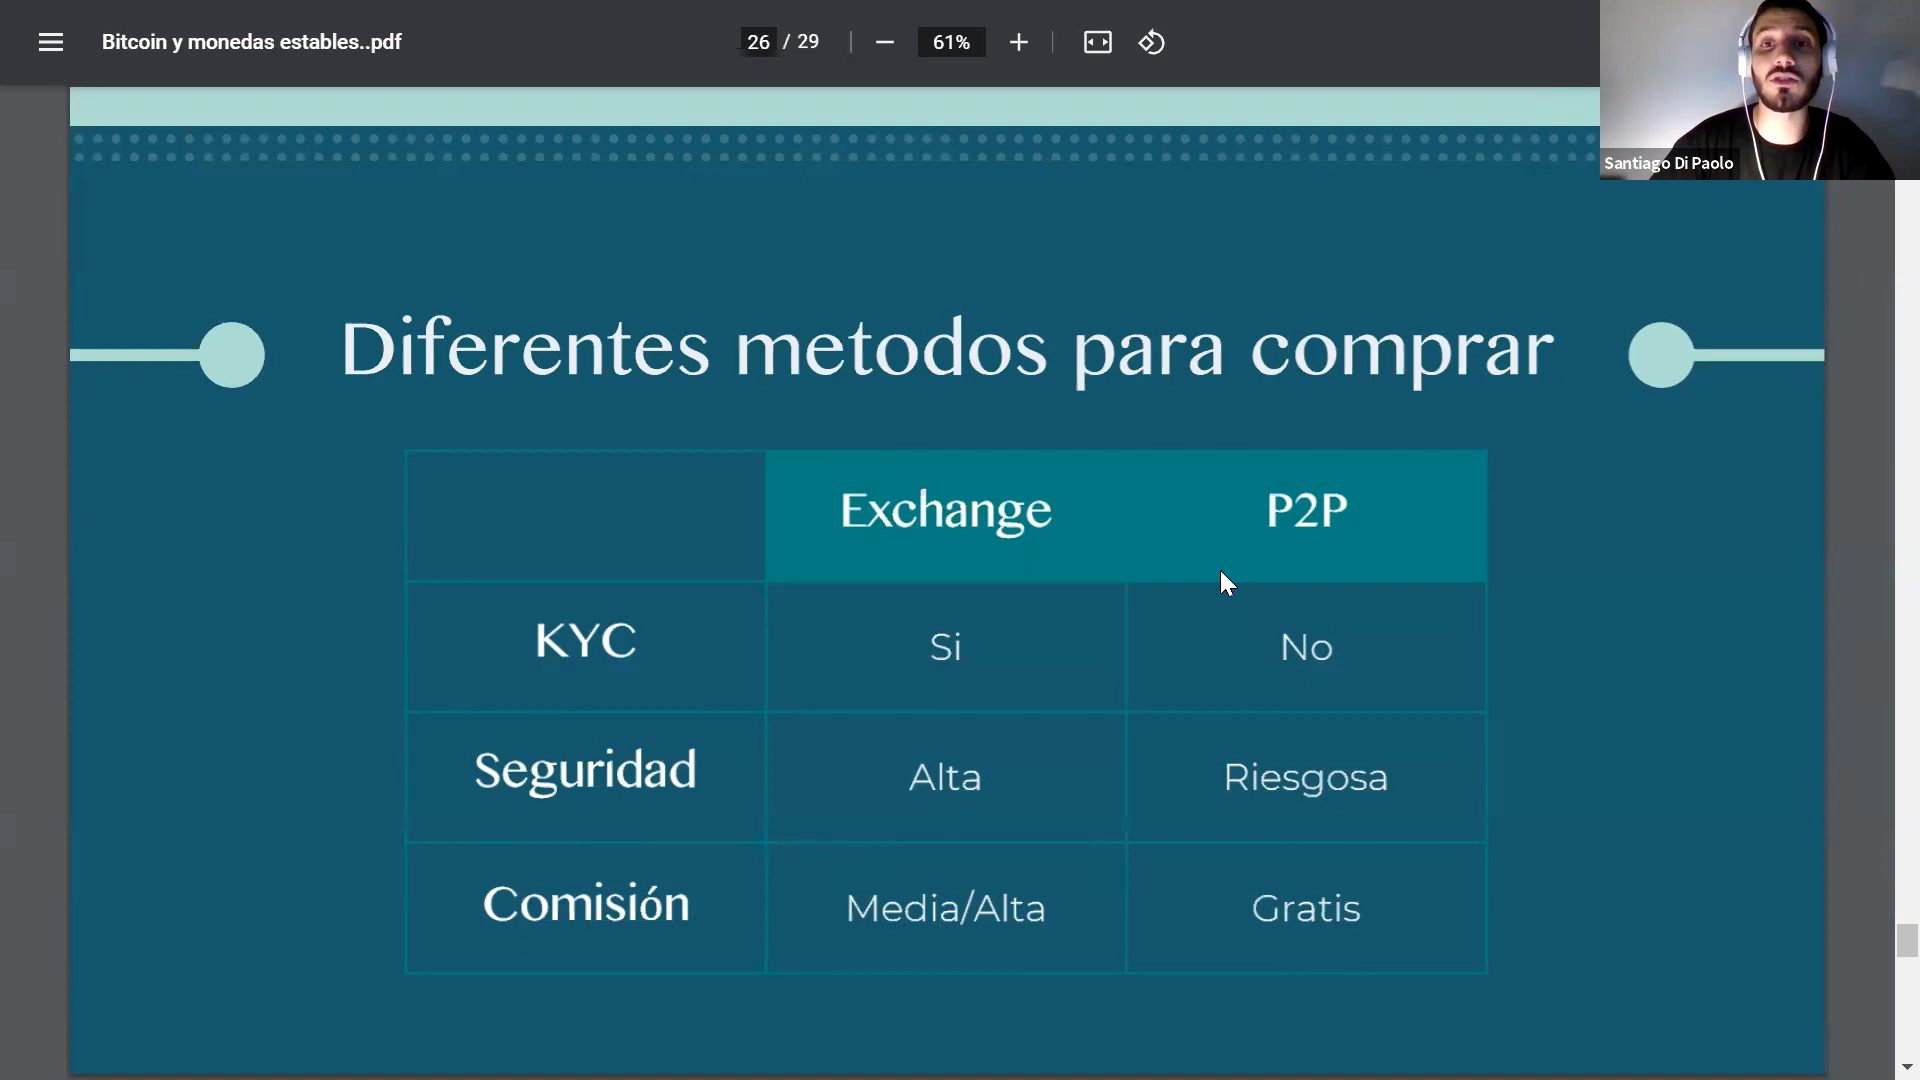 Bitcoin y monedas estables..pdf
26 / 29
61%
Santiago Di Paolo
Diferentes metodos para comprar
Exchange P2P
KYC Si No
Seguridad Alta Riesgosa
Comisión Media/Alta Gratis